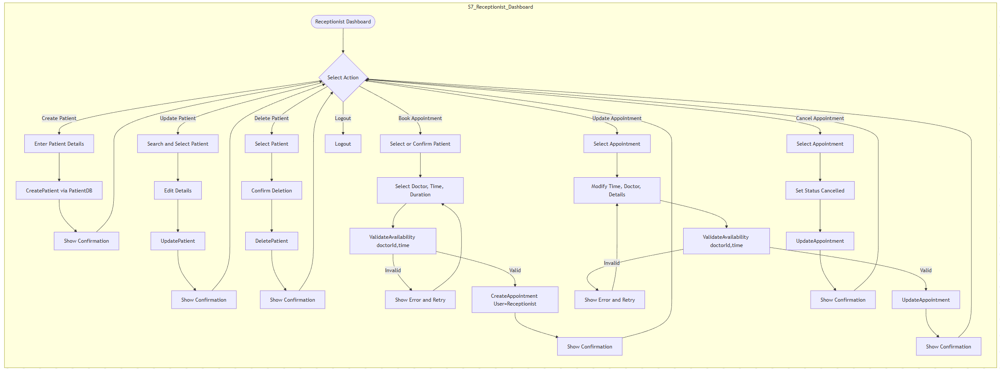 S7_Receptionist_Dashboard
Receptionist Dashboard
Select Action
Create Patient
Update Patient
Delete Patient
Logout
Book Appointment
Update Appointment
Cancel Appointment
Enter Patient Details
Search and Select Patient
Select Patient
Logout
Select or Confirm Patient
Select Appointment
Select Appointment
CreatePatient via PatientDB
Edit Details
Confirm Deletion
Select Doctor, Time,
Duration
Modify Time, Doctor,
Details
Set Status Cancelled
Show Confirmation
UpdatePatient
DeletePatient
ValidateAvailability
doctorId,time
ValidateAvailability
doctorId,time
UpdateAppointment
Invalid
Valid
Invalid
Valid
Show Confirmation
Show Confirmation
Show Error and Retry
CreateAppointment
User=Receptionist
Show Error and Retry
Show Confirmation
UpdateAppointment
Show Confirmation
Show Confirmation